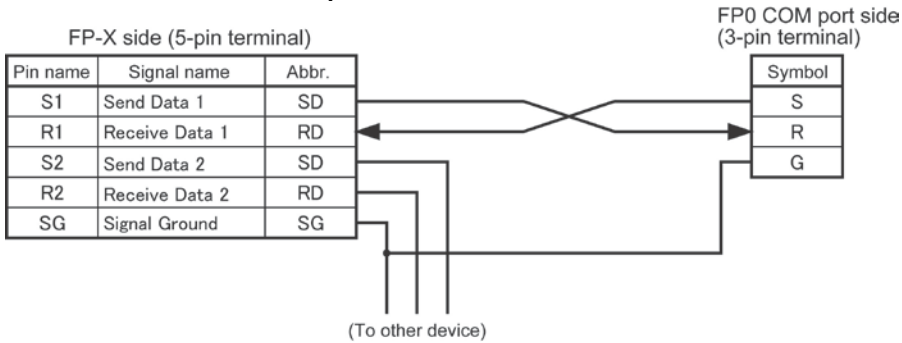 FP0 COM port side
(3-pin terminal)
FP-X side (5-pin terminal)
Pin name Signal name Abbr.
S1 Send Data 1 SD
R1 Receive Data 1 RD
S2 Send Data 2 SD
R2 Receive Data 2 RD
SG Signal Ground SG
Symbol
S
R
G
(To other device)